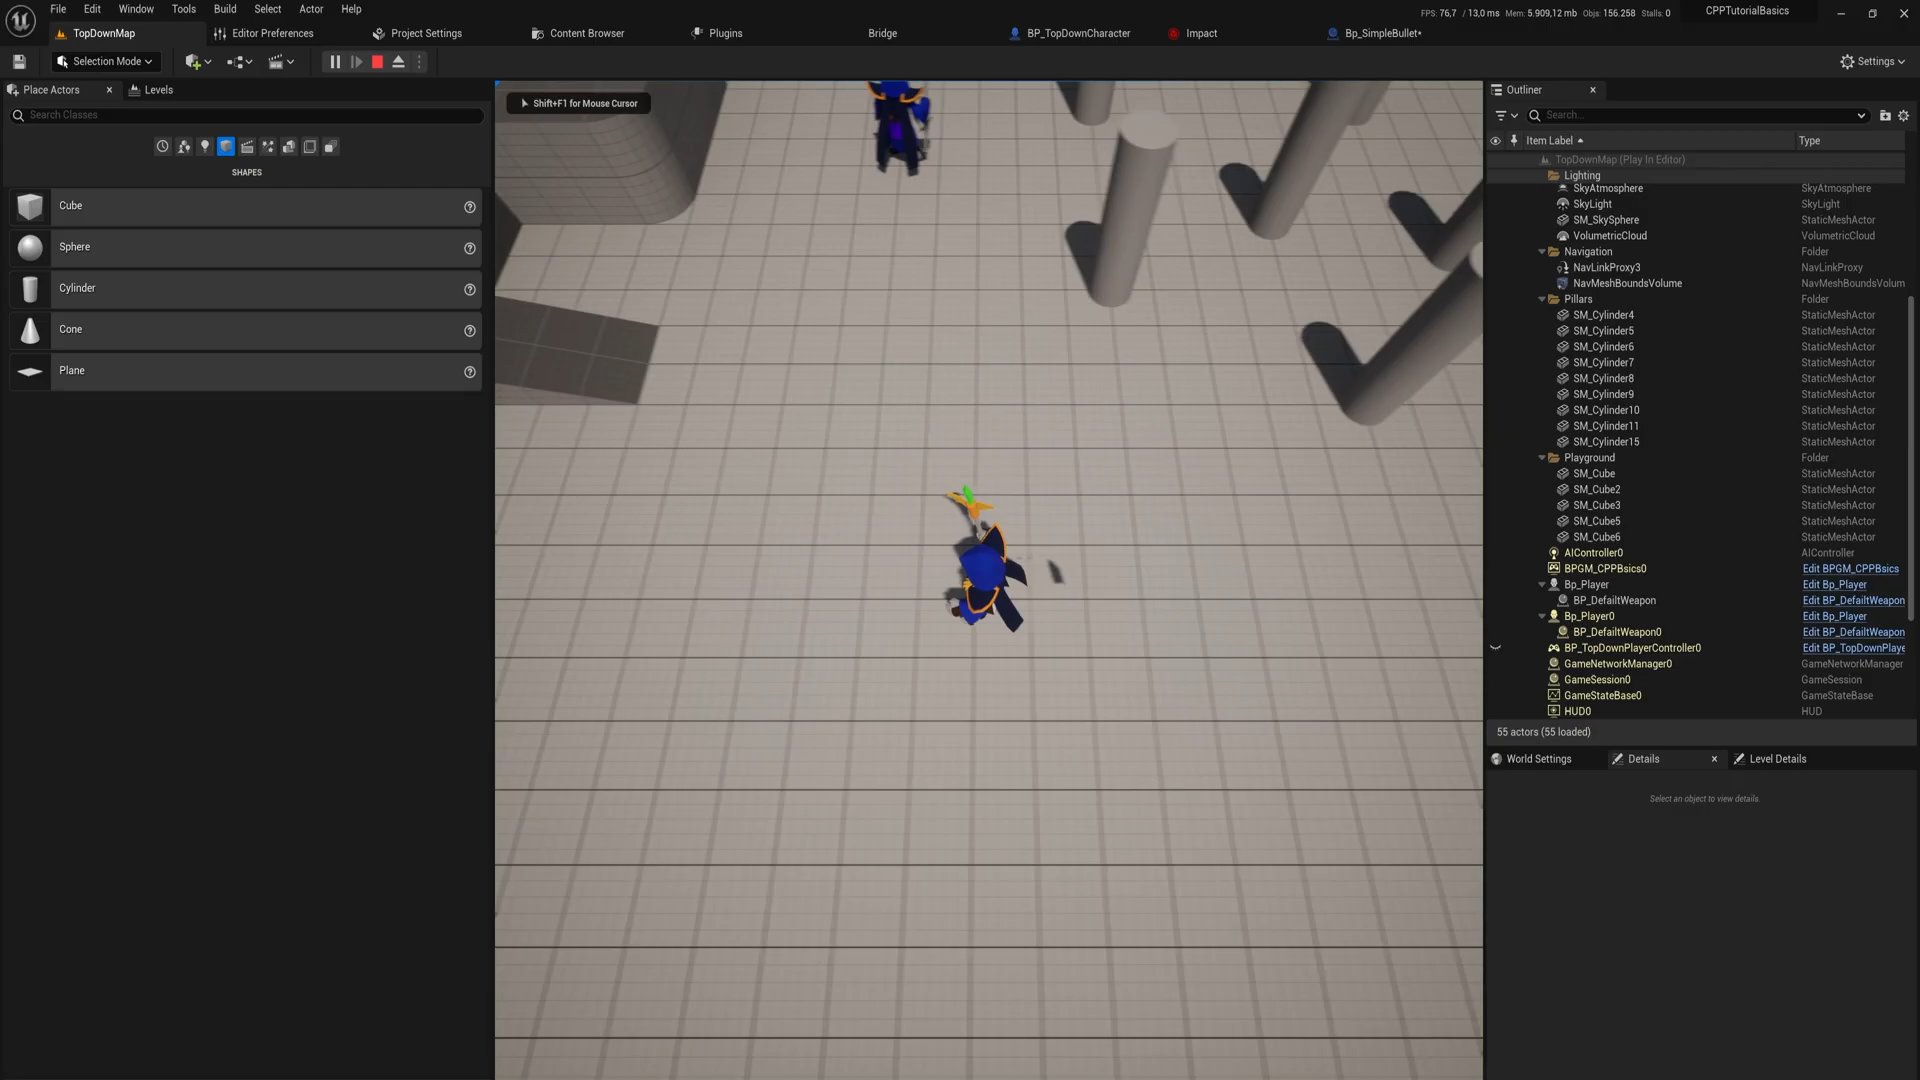 File Edit Window Tools Build Select Actor Help
FPS: 76,7 / 13,0 ms Mem: 5.909,12 mb Objs: 156.258 Stalls: 0
CPPTutorialBasics
TopDownMap
Editor Preferences
Project Settings
Content Browser
Plugins
Bridge
BP_TopDownCharacter
Impact
Bp_SimpleBullet*
Selection Mode
Settings
Place Actors
Levels
Search Classes
SHAPES
Cube
Sphere
Cylinder
Cone
Plane
Shift+F1 for Mouse Cursor
Outliner
Search...
Item Label Type
TopDownMap (Play In Editor)
Lighting
SkyAtmosphere SkyAtmosphere
SkyLight SkyLight
SM_SkySphere StaticMeshActor
VolumetricCloud VolumetricCloud
Navigation Folder
NavLinkProxy3 NavLinkProxy
NavMeshBoundsVolume NavMeshBoundsVolum
Pillars Folder
SM_Cylinder4 StaticMeshActor
SM_Cylinder5 StaticMeshActor
SM_Cylinder6 StaticMeshActor
SM_Cylinder7 StaticMeshActor
SM_Cylinder8 StaticMeshActor
SM_Cylinder9 StaticMeshActor
SM_Cylinder10 StaticMeshActor
SM_Cylinder11 StaticMeshActor
SM_Cylinder15 StaticMeshActor
Playground Folder
SM_Cube StaticMeshActor
SM_Cube2 StaticMeshActor
SM_Cube3 StaticMeshActor
SM_Cube5 StaticMeshActor
SM_Cube6 StaticMeshActor
AIController0 AIController
BPGM_CPPBsics0 Edit BPGM_CPPBsics
Bp_Player Edit Bp_Player
BP_DefailtWeapon Edit BP_DefailtWeapon
Bp_Player0 Edit Bp_Player
BP_DefailtWeapon0 Edit BP_DefailtWeapon
BP_TopDownPlayerController0 Edit BP_TopDownPlaye
GameNetworkManager0 GameNetworkManager
GameSession0 GameSession
GameStateBase0 GameStateBase
HUD0 HUD
55 actors (55 loaded)
World Settings
Details
Level Details
Select an object to view details.